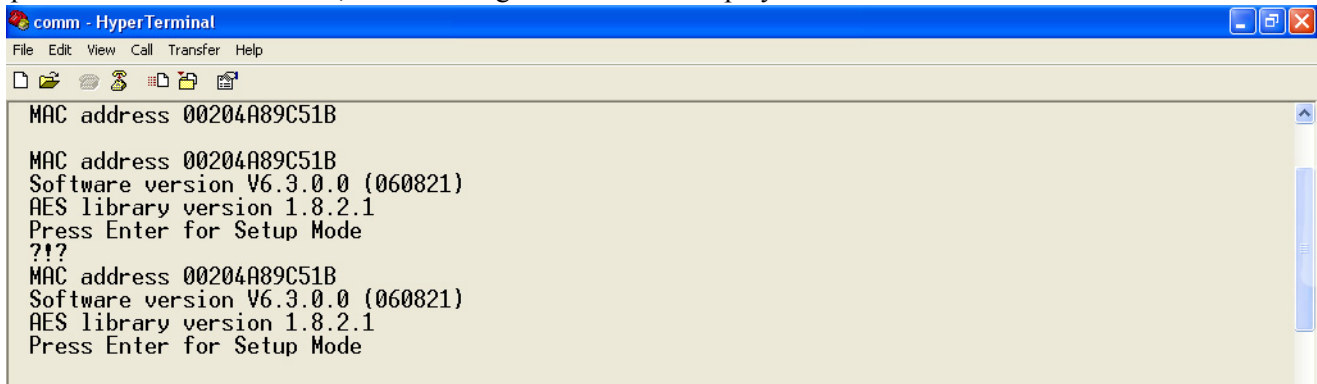 comm - HyperTerminal
File Edit View Call Transfer Help
MAC address 00204A89C51B
MAC address 00204A89C51B
Software version V6.3.0.0 (060821)
AES library version 1.8.2.1
Press Enter for Setup Mode
?!?
MAC address 00204A89C51B
Software version V6.3.0.0 (060821)
AES library version 1.8.2.1
Press Enter for Setup Mode